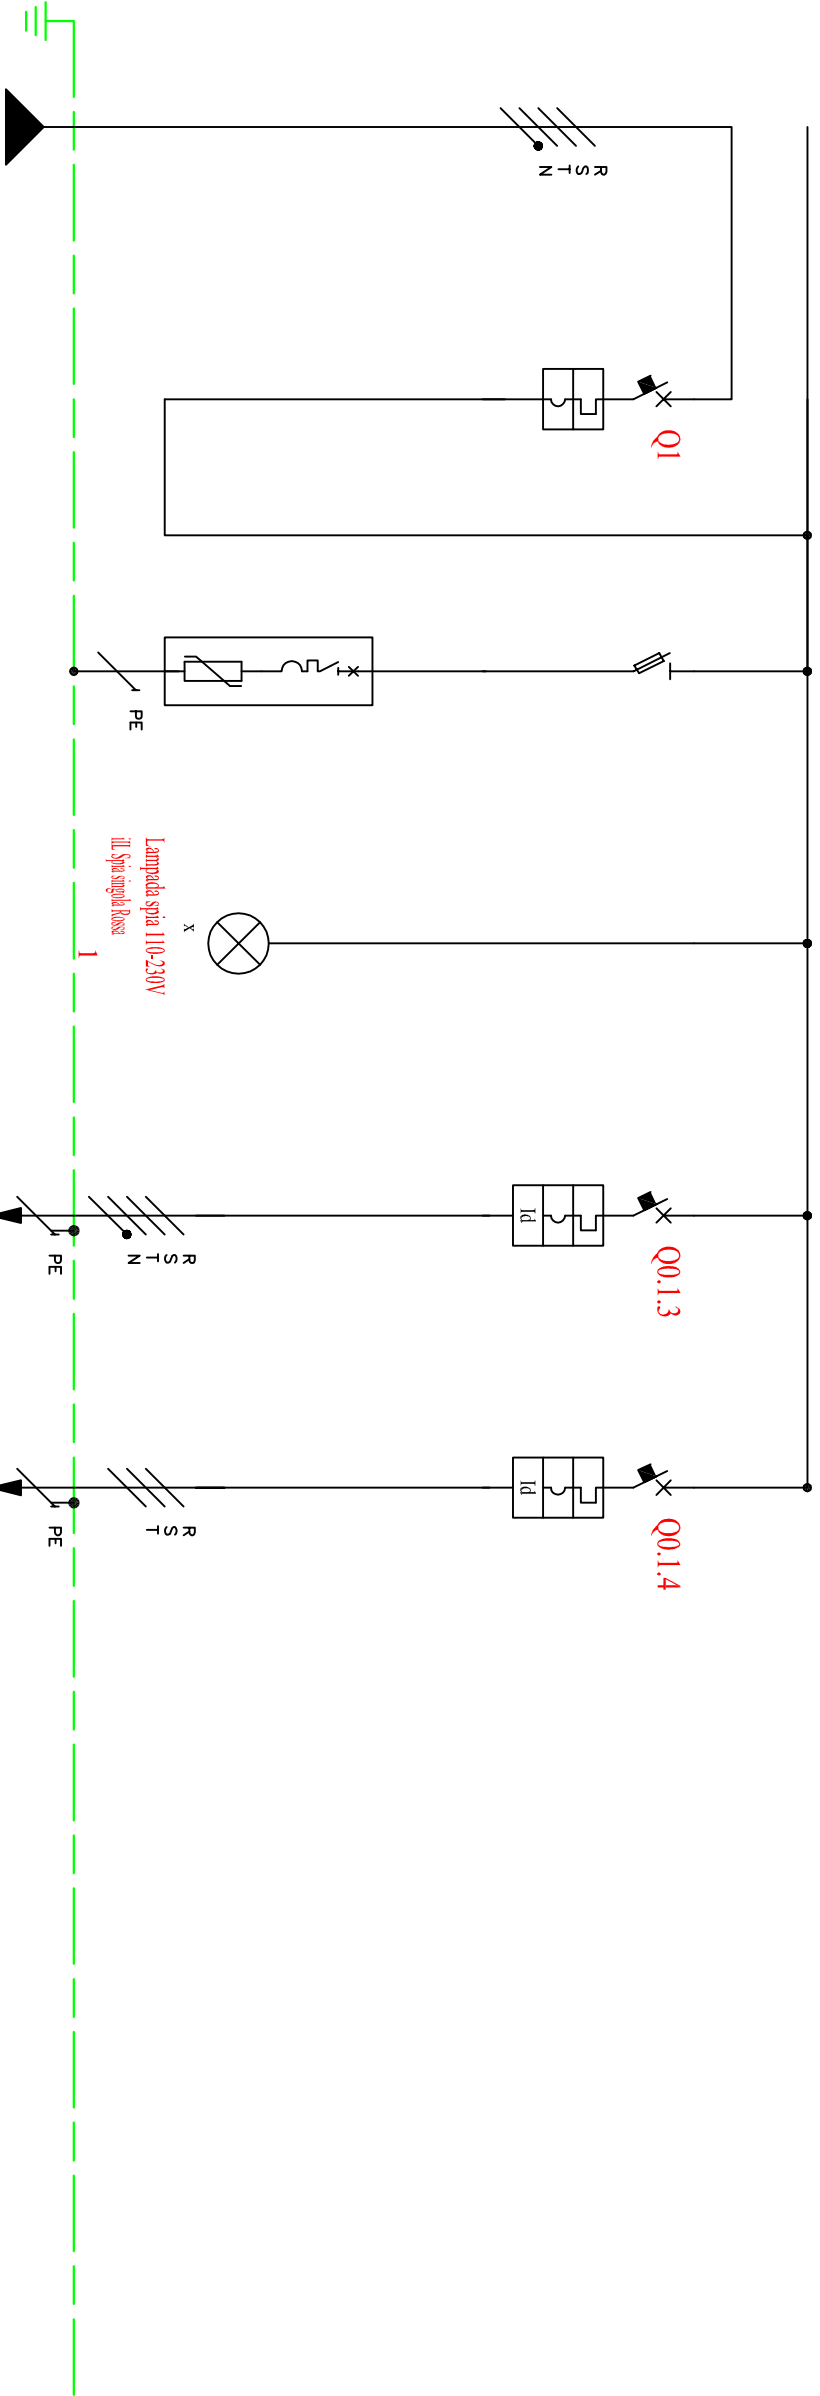 R S T N
Q1
PE
Lampada spia 110-230V
iIL Spia singola Rossa
1
x
Q0.1.3
Id
R S T N
PE
Q0.1.4
Id
R S T
PE